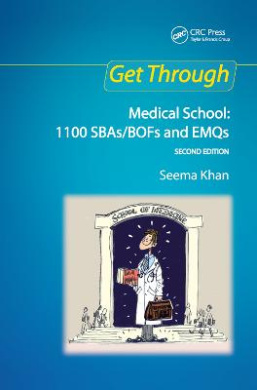 CRC
CRC Press
Taylor & Francis Group
Get Through
Medical School:
1100 SBAs/BOFs and EMQs
SECOND EDITION
Seema Khan
SCHOOL OF MEDICINE